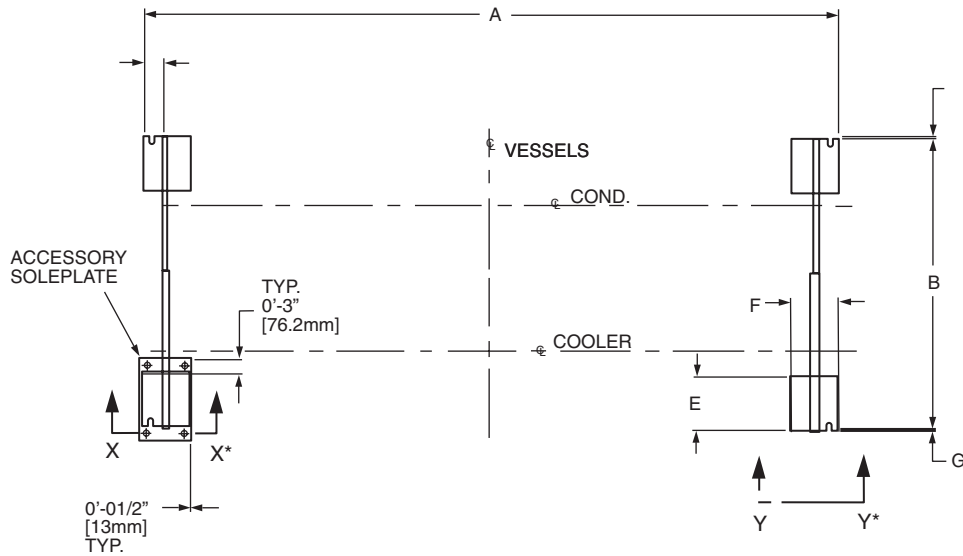 A
℄ VESSELS
℄ COND.
ACCESSORY
SOLEPLATE
TYP.
0'-3"
[76.2mm]
B
F
℄ COOLER
E
X
X*
G
0'-01/2"
[13mm]
TYP.
Y
Y*